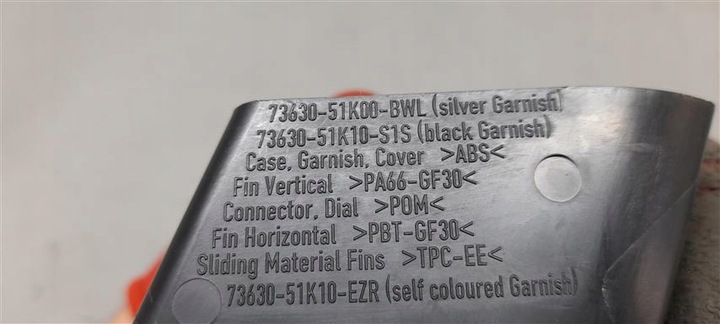 73630-51K00-BWL (silver Garnish)
73630-51K10-S1S (black Garnish)
Case, Garnish, Cover >ABS<
Fin Vertical >PA66-GF30<
Connector, Dial >POM<
Fin Horizontal >PBT-GF30<
Sliding Material Fins >TPC-EE<
73630-51K10-EZR (self coloured Garnish)